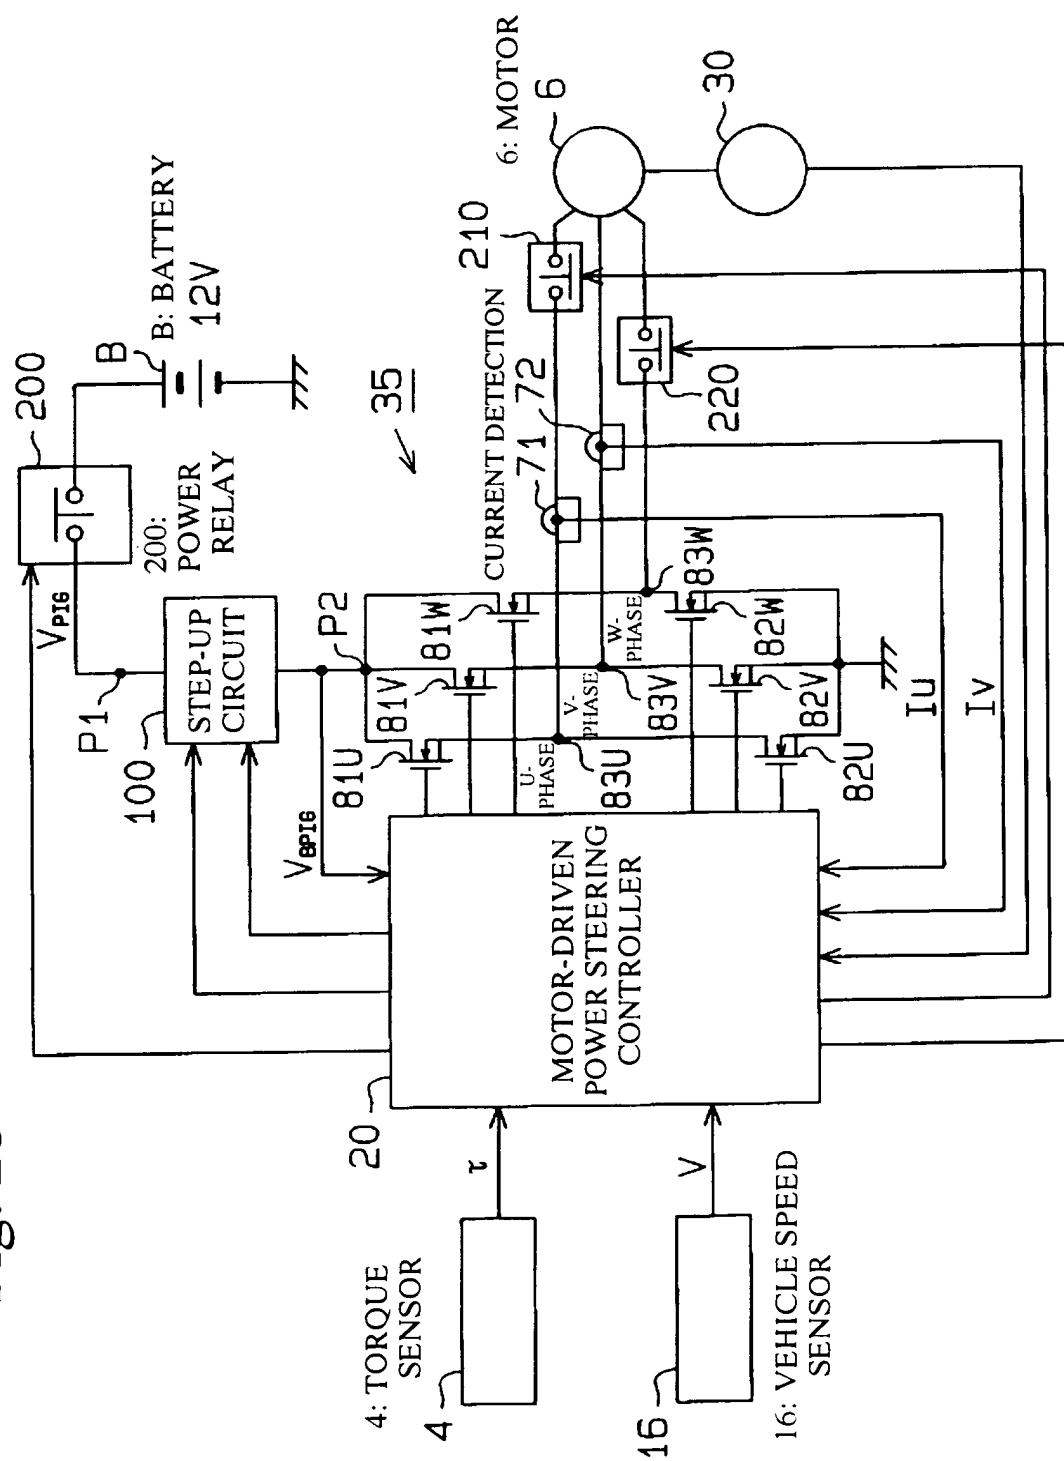 200
B
B: BATTERY
12V
200:
POWER
RELAY
VPIG
P1
100
STEP-UP
CIRCUIT
P2
VBPIG
35
6: MOTOR
6
30
210
220
CURRENT DETECTION
71
72
81U
81V
81W
U-
PHASE
V-
PHASE
W-
PHASE
83U
83V
83W
82U
82V
82W
Iu
Iv
20
MOTOR-DRIVEN
POWER STEERING
CONTROLLER
τ
V
4: TORQUE
SENSOR
4
16
16: VEHICLE SPEED
SENSOR